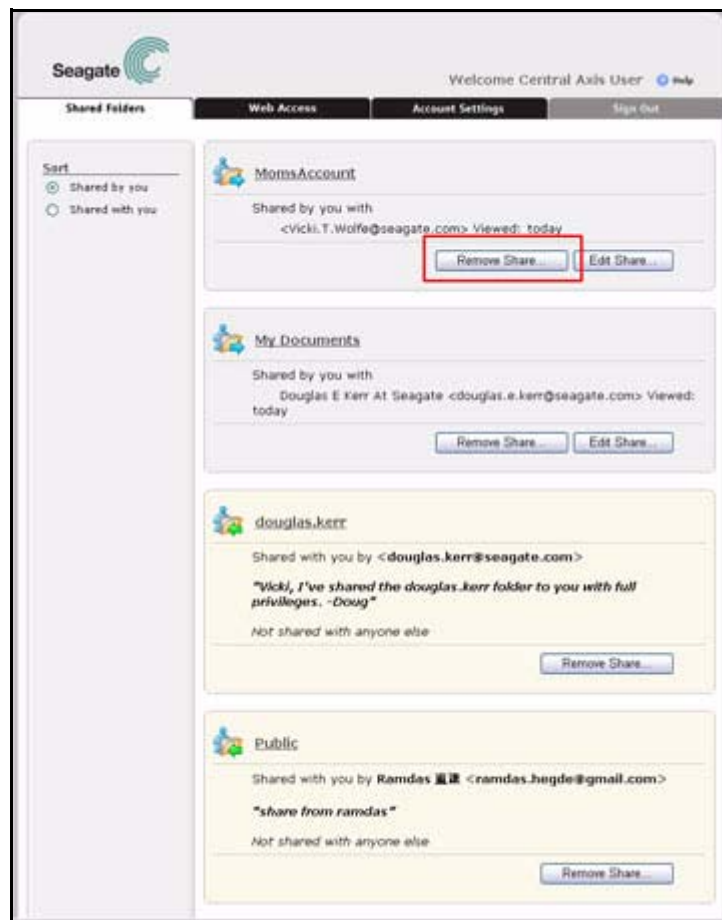 Seagate
Welcome Central Axis User Help
Shared Folders Web Access Account Settings Sign Out
Sort
Shared by you
Shared with you
MomsAccount
Shared by you with
<Vicki.T.Wolfe@seagate.com> Viewed: today
Remove Share... Edit Share...
My Documents
Shared by you with
Douglas E Kerr At Seagate <douglas.e.kerr@seagate.com> Viewed:
today
Remove Share... Edit Share...
douglas.kerr
Shared with you by <douglas.kerr@seagate.com>
"Vicki, I've shared the douglas.kerr folder to you with full
privileges. -Doug"
Not shared with anyone else
Remove Share...
Public
Shared with you by Ramdas <ramdas.hegde@gmail.com>
"share from ramdas"
Not shared with anyone else
Remove Share...